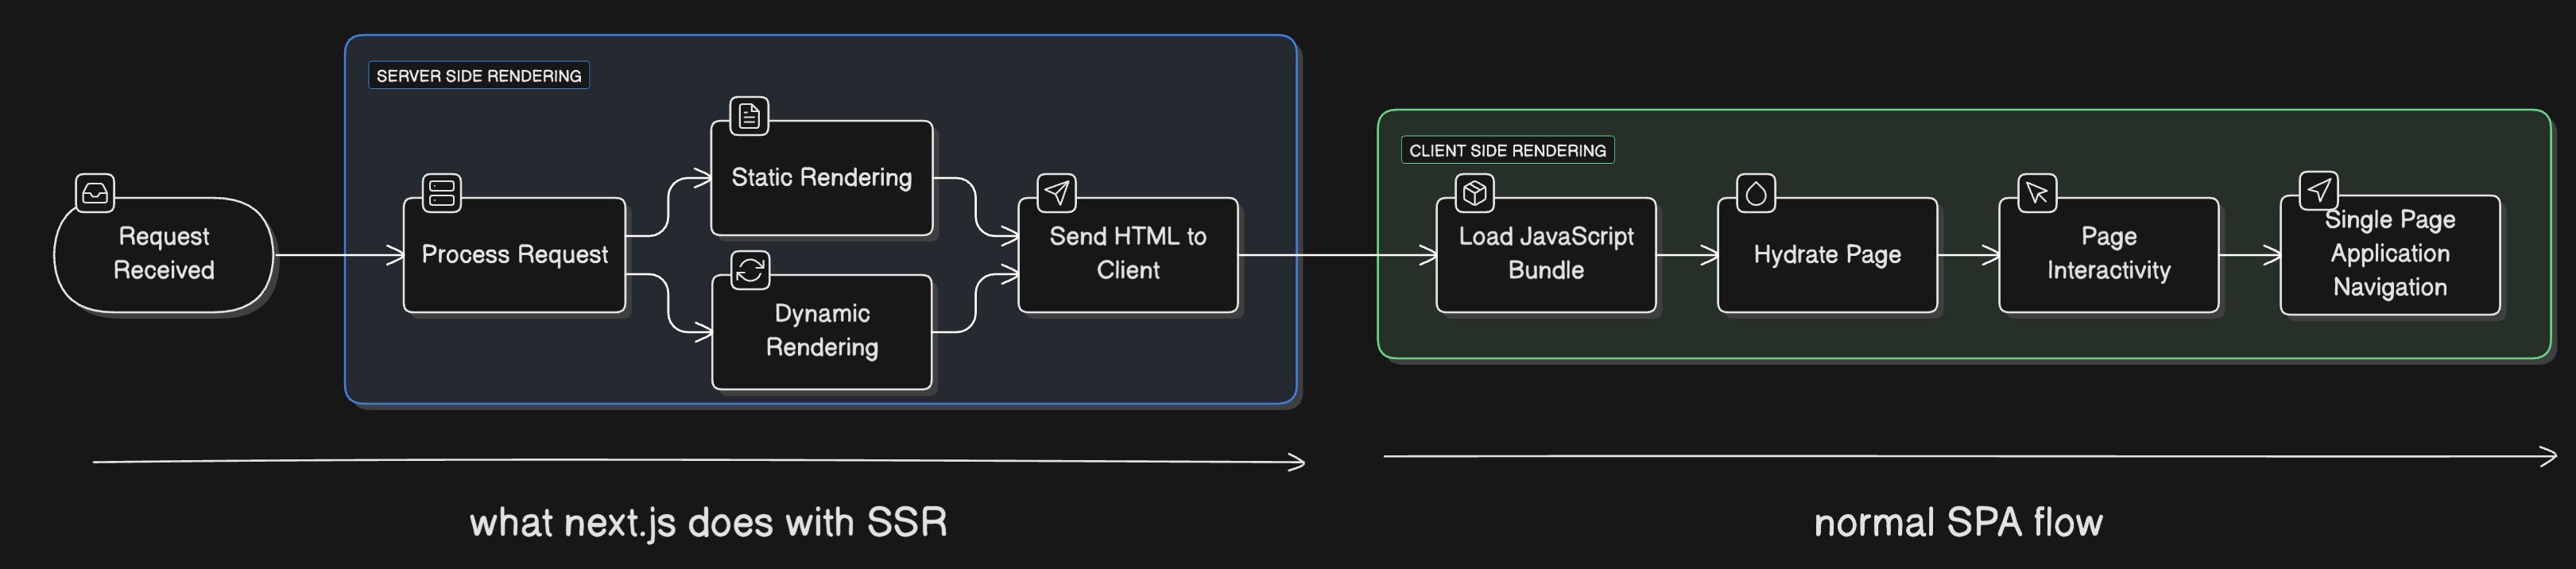 SERVER SIDE RENDERING
Request
Received
Process Request
Static Rendering
Dynamic
Rendering
Send HTML to
Client
CLIENT SIDE RENDERING
Load JavaScript
Bundle
Hydrate Page
Page
Interactivity
Single Page
Application
Navigation
what next.js does with SSR
normal SPA flow